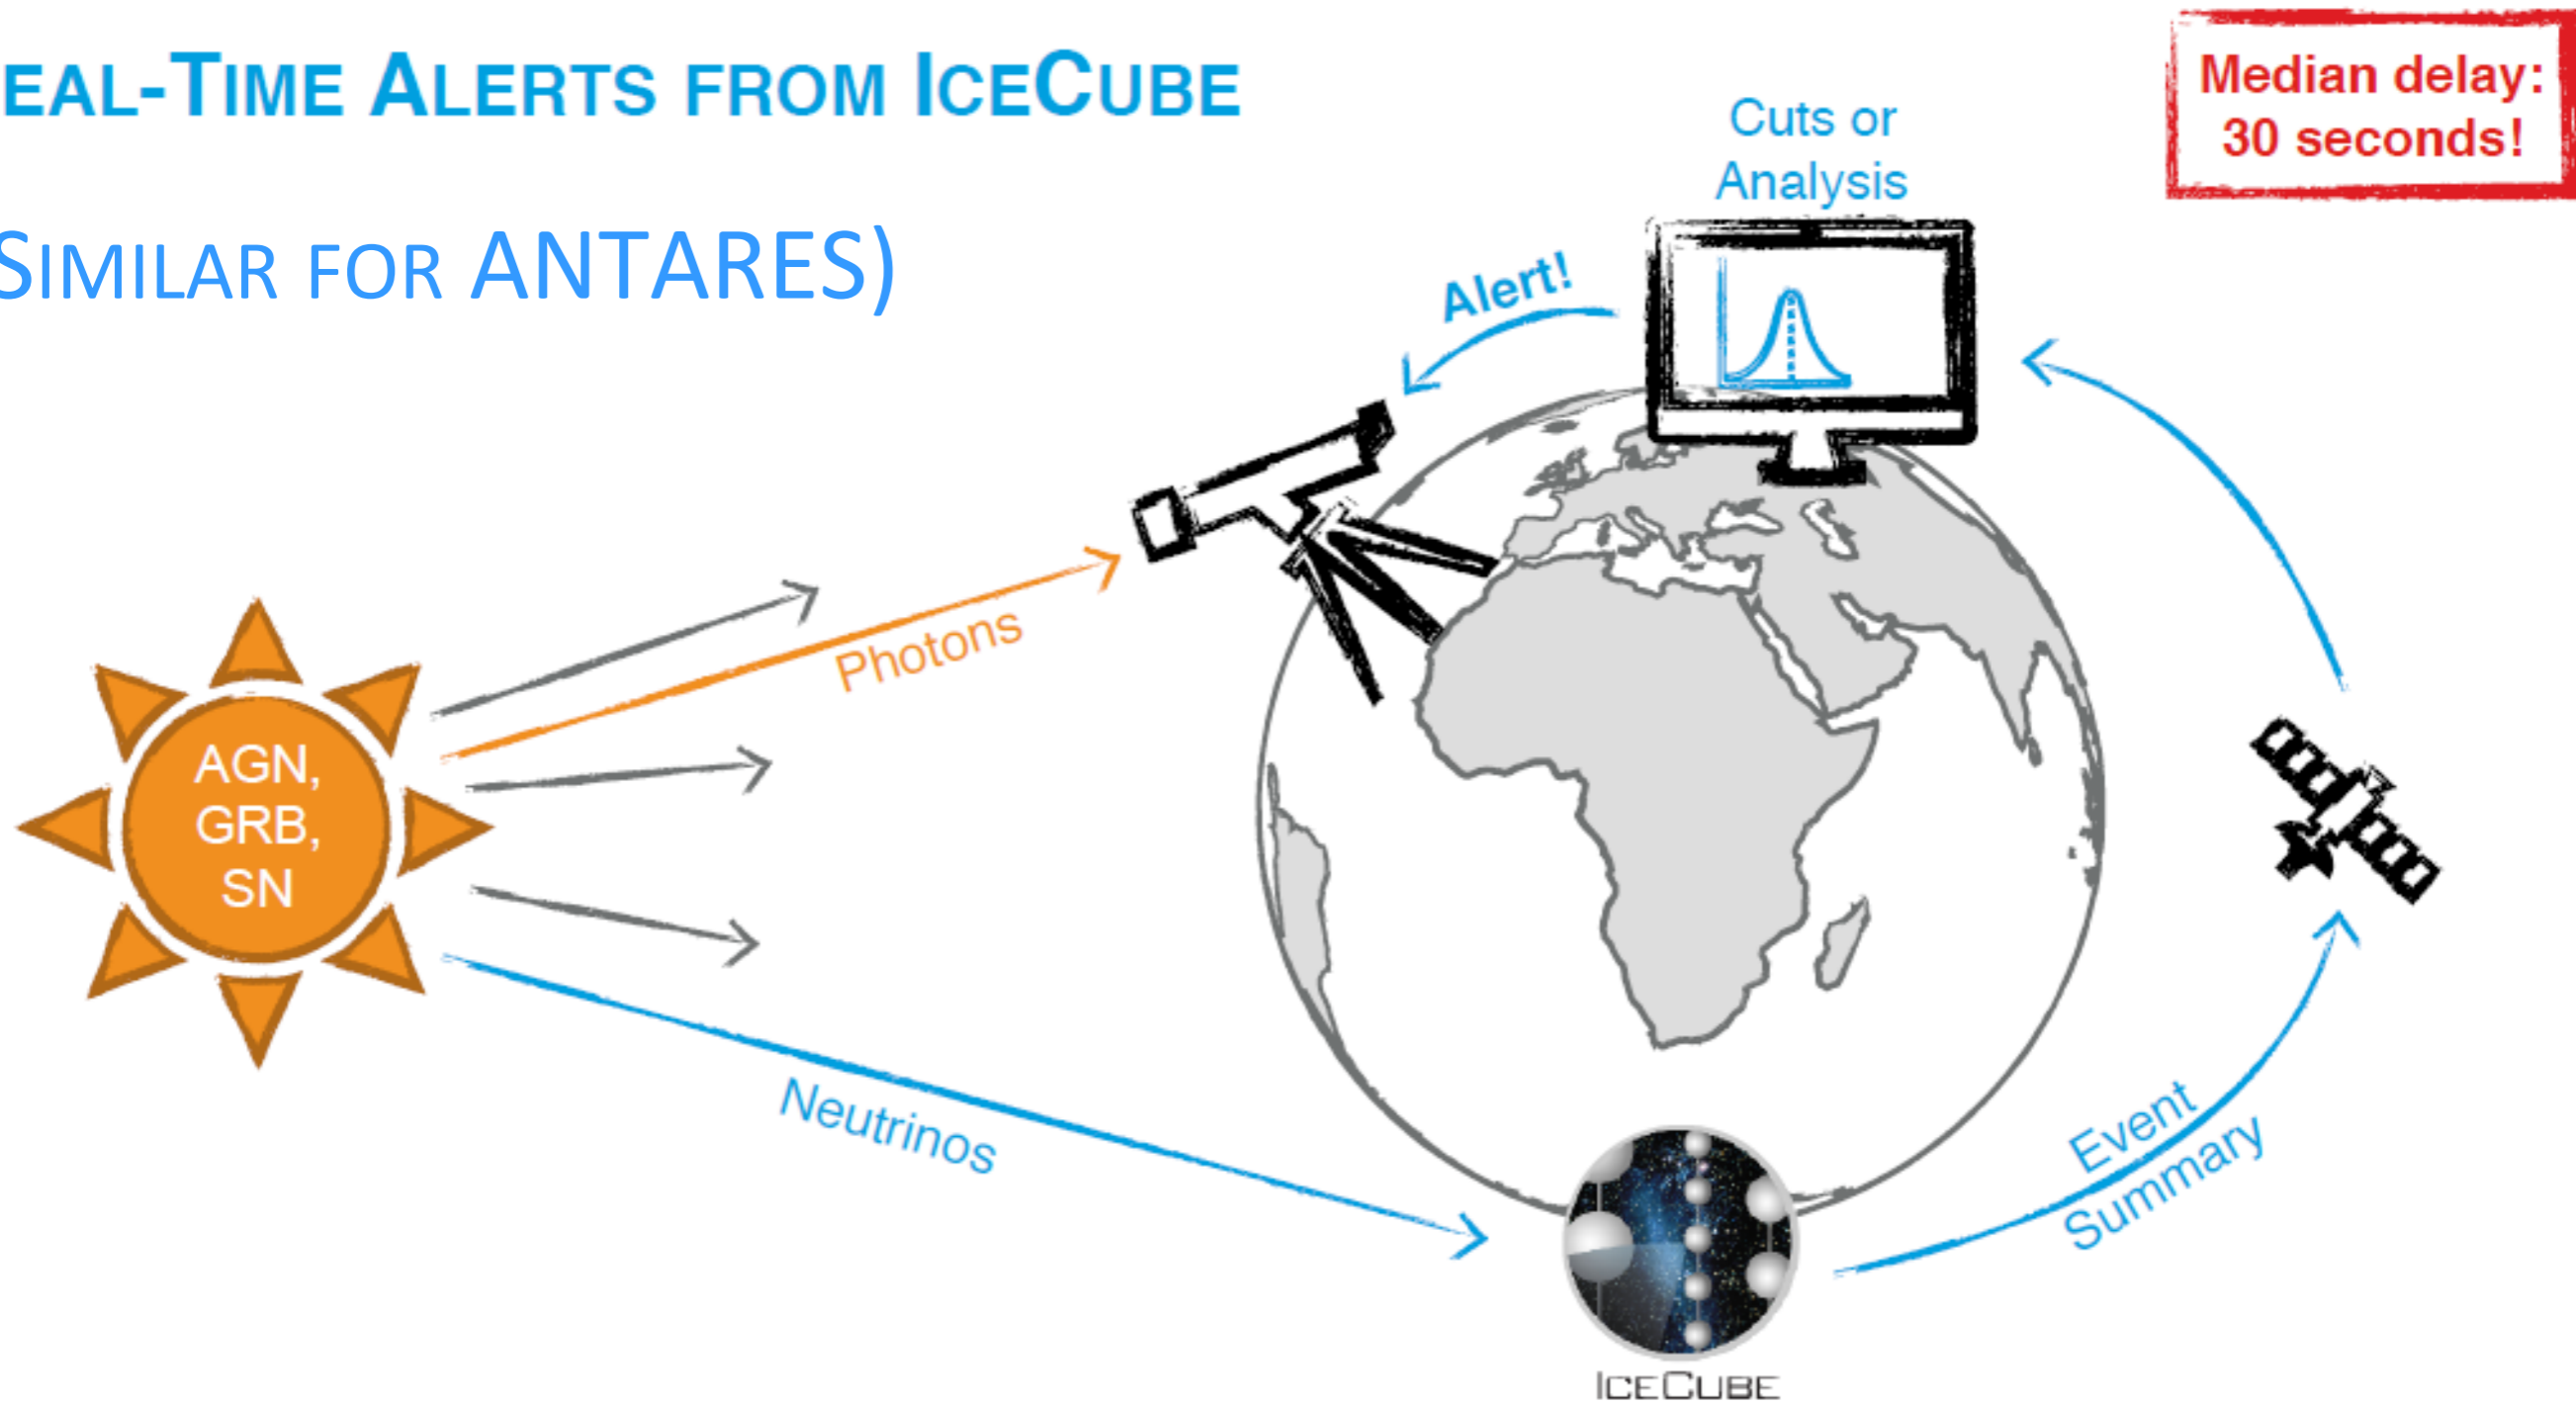 EAL-TIME ALERTS FROM ICECUBE
SIMILAR FOR ANTARES)
Median delay:
30 seconds!
Cuts or
Analysis
Alert!
Photons
AGN,
GRB,
SN
Neutrinos
Event
Summary
ICECUBE